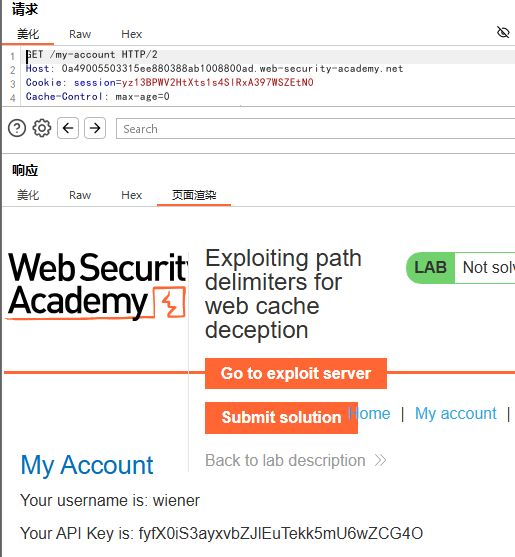 请求
美化 Raw Hex
1 GET /my-account HTTP/2
2 Host: 0a49005503315ee880388ab1008800ad.web-security-academy.net
3 Cookie: session=yz13BPWV2HtXts1s4SlRxA397WSZEtNO
4 Cache-Control: max-age=0
Search
响应
美化 Raw Hex 页面渲染
Web Securit
Academy
Exploiting path
delimiters for
web cache
deception
LAB Not solv
Go to exploit server
Submit solution
Home | My account |
Back to lab description
My Account
Your username is: wiener
Your API Key is: fyfX0iS3ayxvbZJlEuTekk5mU6wZCG4O